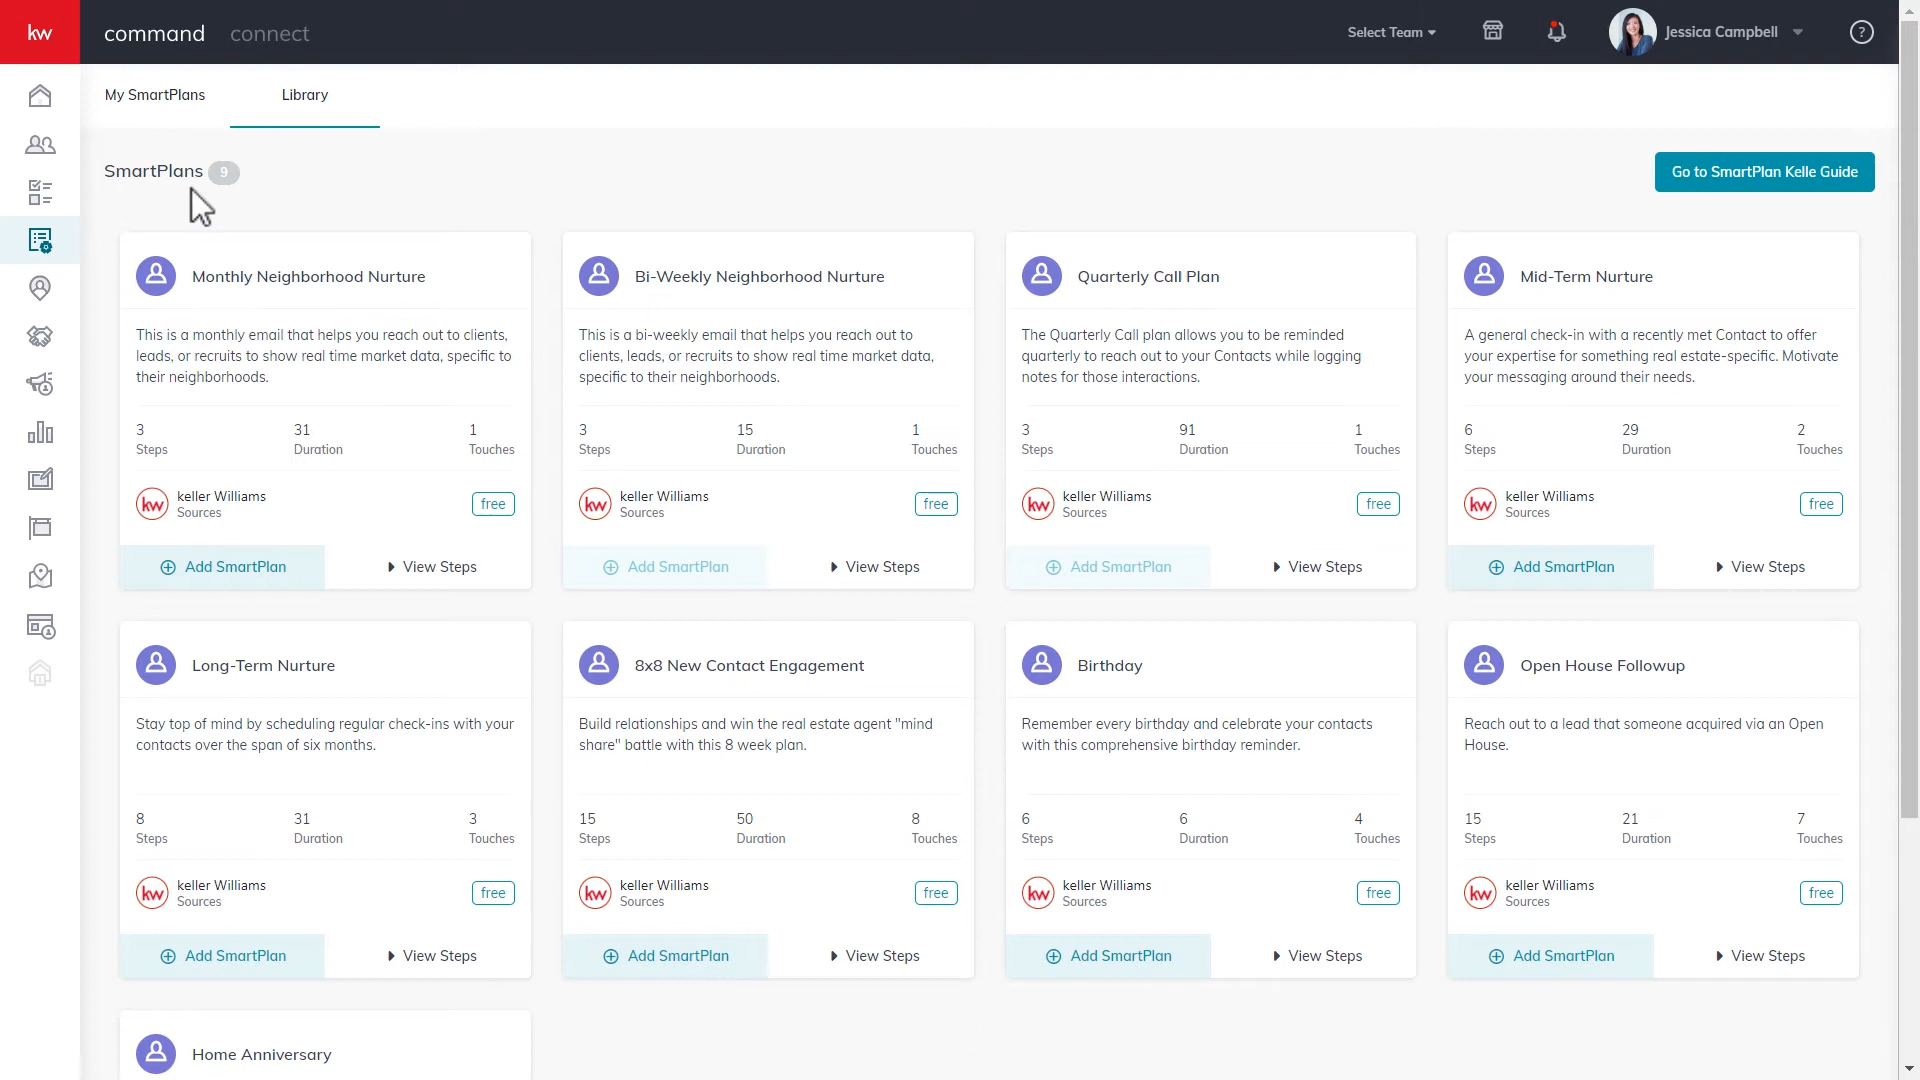 kw
command connect
Select Team
Jessica Campbell
?
My SmartPlans Library
SmartPlans 9
Go to SmartPlan Kelle Guide
Monthly Neighborhood Nurture
This is a monthly email that helps you reach out to clients,
leads, or recruits to show real time market data, specific to
their neighborhoods.
3 31 1
Steps Duration Touches
kw keller Williams
Sources
free
Add SmartPlan View Steps
Bi-Weekly Neighborhood Nurture
This is a bi-weekly email that helps you reach out to
clients, leads, or recruits to show real time market data,
specific to their neighborhoods.
3 15 1
Steps Duration Touches
kw keller Williams
Sources
free
Add SmartPlan View Steps
Quarterly Call Plan
The Quarterly Call plan allows you to be reminded
quarterly to reach out to your Contacts while logging
notes for those interactions.
3 91 1
Steps Duration Touches
kw keller Williams
Sources
free
Add SmartPlan View Steps
Mid-Term Nurture
A general check-in with a recently met Contact to offer
your expertise for something real estate-specific. Motivate
your messaging around their needs.
6 29 2
Steps Duration Touches
kw keller Williams
Sources
free
Add SmartPlan View Steps
Long-Term Nurture
Stay top of mind by scheduling regular check-ins with your
contacts over the span of six months.
8 31 3
Steps Duration Touches
kw keller Williams
Sources
free
Add SmartPlan View Steps
8x8 New Contact Engagement
Build relationships and win the real estate agent "mind
share" battle with this 8 week plan.
15 50 8
Steps Duration Touches
kw keller Williams
Sources
free
Add SmartPlan View Steps
Birthday
Remember every birthday and celebrate your contacts
with this comprehensive birthday reminder.
6 6 4
Steps Duration Touches
kw keller Williams
Sources
free
Add SmartPlan View Steps
Open House Followup
Reach out to a lead that someone acquired via an Open
House.
15 21 7
Steps Duration Touches
kw keller Williams
Sources
free
Add SmartPlan View Steps
Home Anniversary